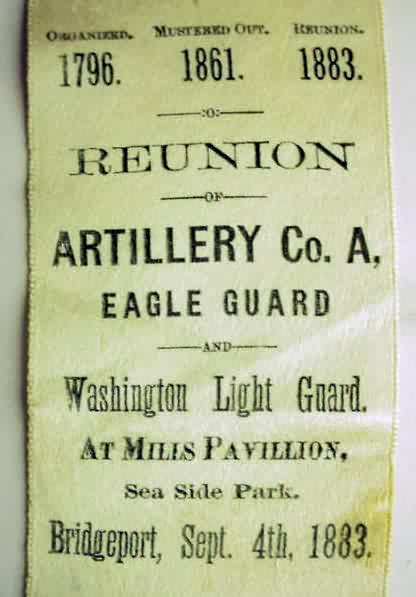 ORGANIZED. MUSTERED OUT. REUNION.
1796. 1861. 1883.
:o:
REUNION
OF
ARTILLERY Co. A,
EAGLE GUARD
AND
Washington Light Guard.
AT MILLS PAVILLION,
Sea Side Park.
Bridgeport, Sept. 4th, 1883.